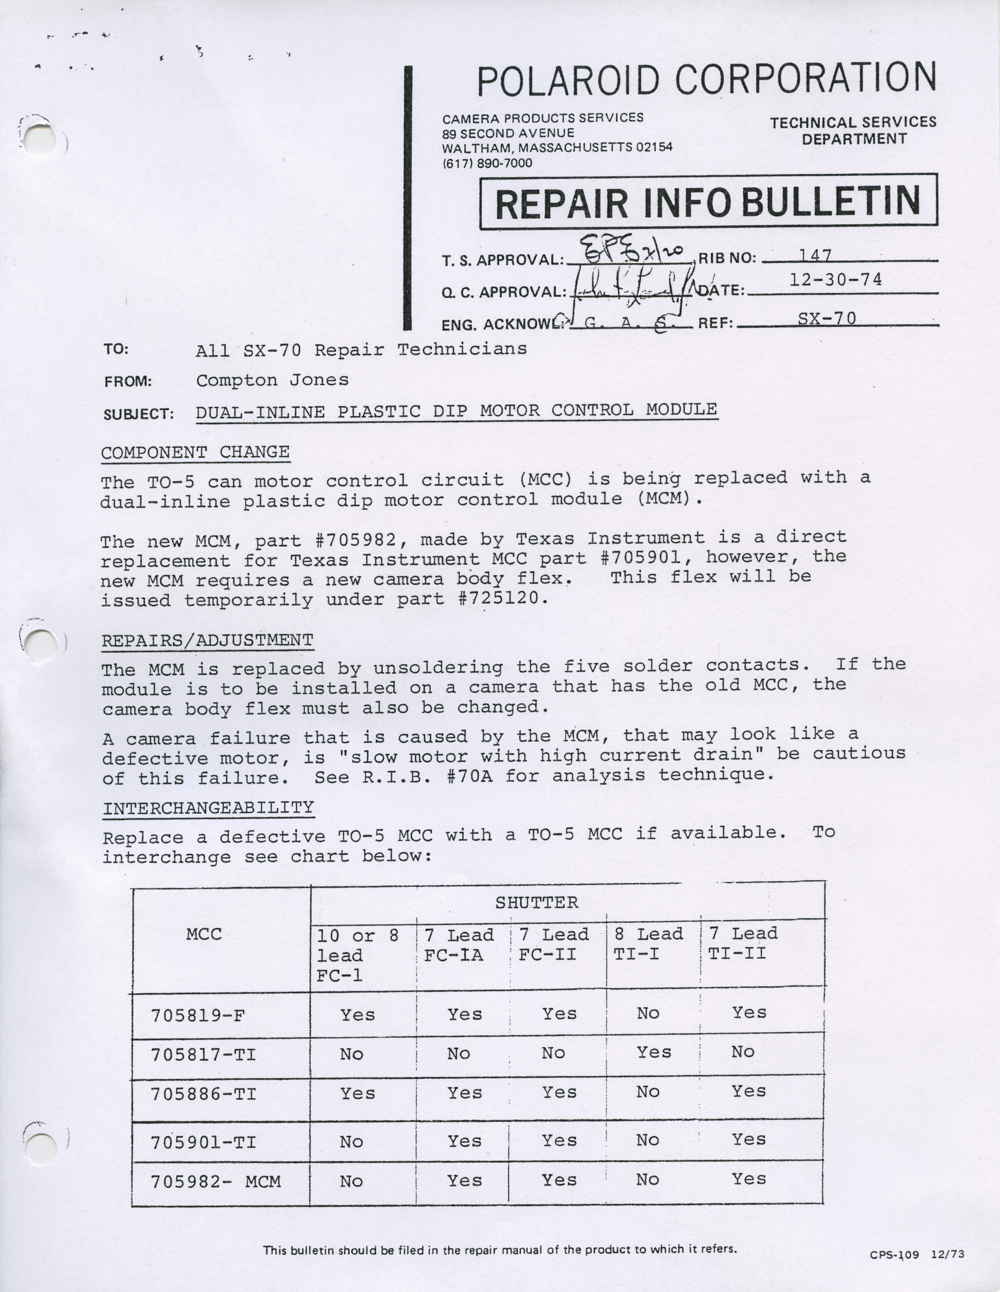 POLAROID CORPORATION
CAMERA PRODUCTS SERVICES
89 SECOND AVENUE
WALTHAM, MASSACHUSETTS 02154
(617) 890-7000
TECHNICAL SERVICES
DEPARTMENT
REPAIR INFO BULLETIN
T. S. APPROVAL: RIB NO: 147
Q. C. APPROVAL: DATE: 12-30-74
ENG. ACKNOWL: G. A. S. REF: SX-70
TO: All SX-70 Repair Technicians
FROM: Compton Jones
SUBJECT: DUAL-INLINE PLASTIC DIP MOTOR CONTROL MODULE
COMPONENT CHANGE
The TO-5 can motor control circuit (MCC) is being replaced with a
dual-inline plastic dip motor control module (MCM).
The new MCM, part #705982, made by Texas Instrument is a direct
replacement for Texas Instrument MCC part #705901, however, the
new MCM requires a new camera body flex. This flex will be
issued temporarily under part #725120.
REPAIRS/ADJUSTMENT
The MCM is replaced by unsoldering the five solder contacts. If the
module is to be installed on a camera that has the old MCC, the
camera body flex must also be changed.
A camera failure that is caused by the MCM, that may look like a
defective motor, is "slow motor with high current drain" be cautious
of this failure. See R.I.B. #70A for analysis technique.
INTERCHANGEABILITY
Replace a defective TO-5 MCC with a TO-5 MCC if available. To
interchange see chart below:
SHUTTER
MCC 10 or 8 7 Lead 7 Lead 8 Lead 7 Lead
lead FC-IA FC-II TI-I TI-II
FC-1
705819-F Yes Yes Yes No Yes
705817-TI No No No Yes No
705886-TI Yes Yes Yes No Yes
705901-TI No Yes Yes No Yes
705982- MCM No Yes Yes No Yes
This bulletin should be filed in the repair manual of the product to which it refers.
CPS-109 12/73